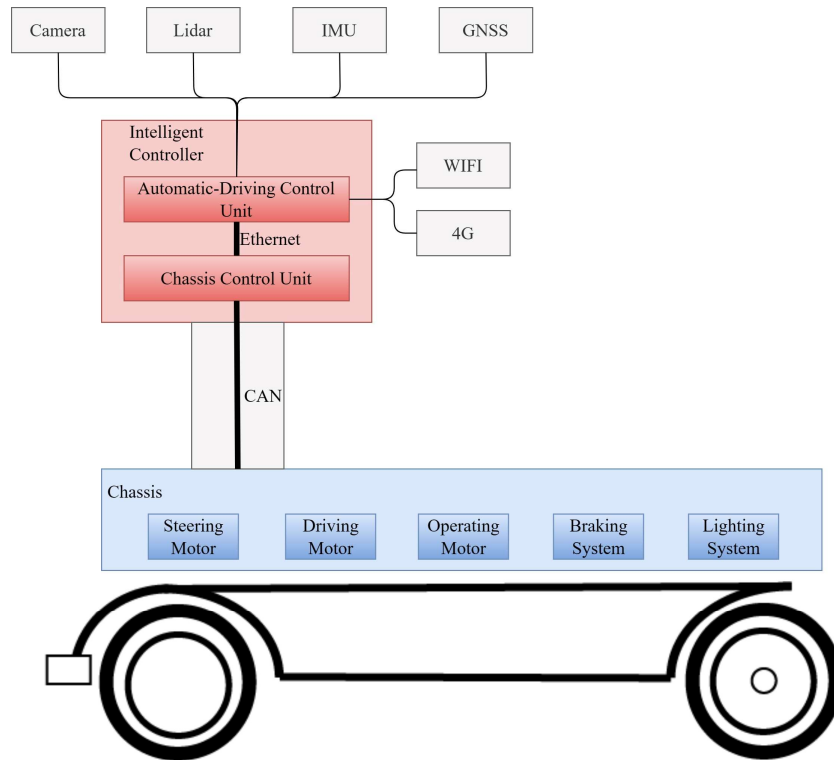 Camera
Lidar
IMU
GNSS
Intelligent
Controller
Automatic-Driving Control
Unit
WIFI
4G
Ethernet
Chassis Control Unit
CAN
Chassis
Steering
Motor
Driving
Motor
Operating
Motor
Braking
System
Lighting
System